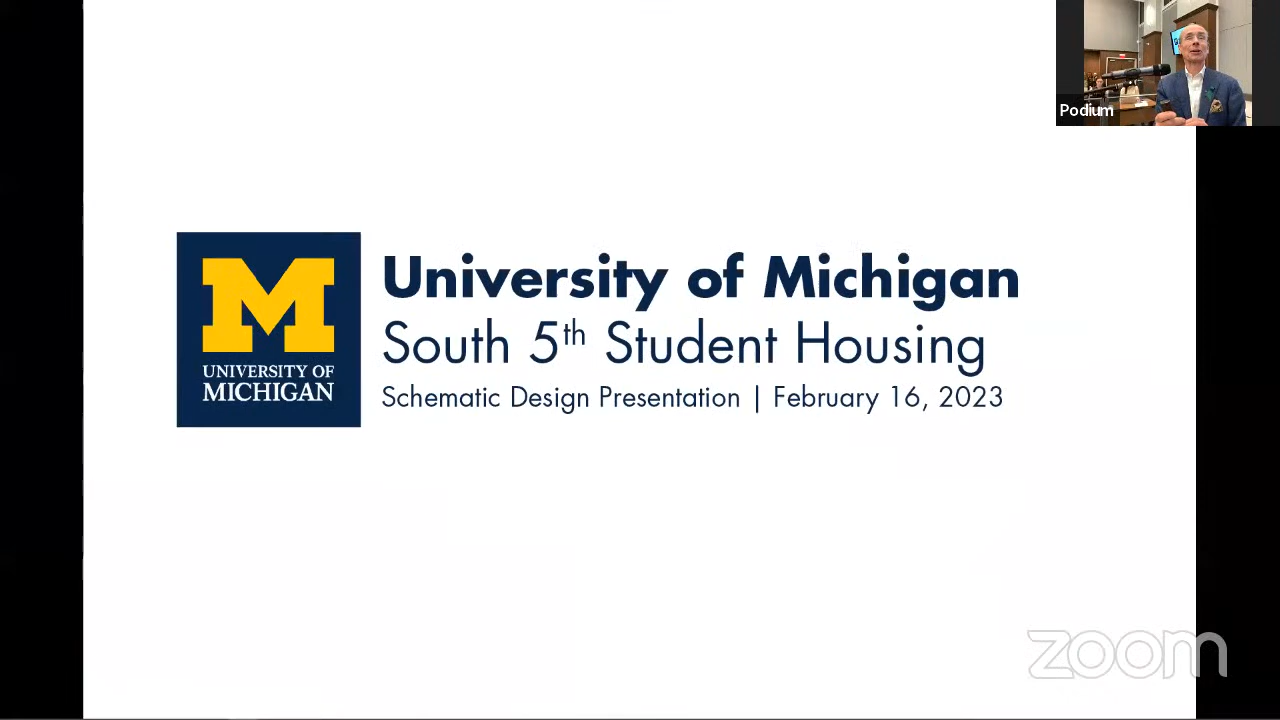 Podium
UNIVERSITY OF
MICHIGAN
University of Michigan
South 5th Student Housing
Schematic Design Presentation | February 16, 2023
zoom